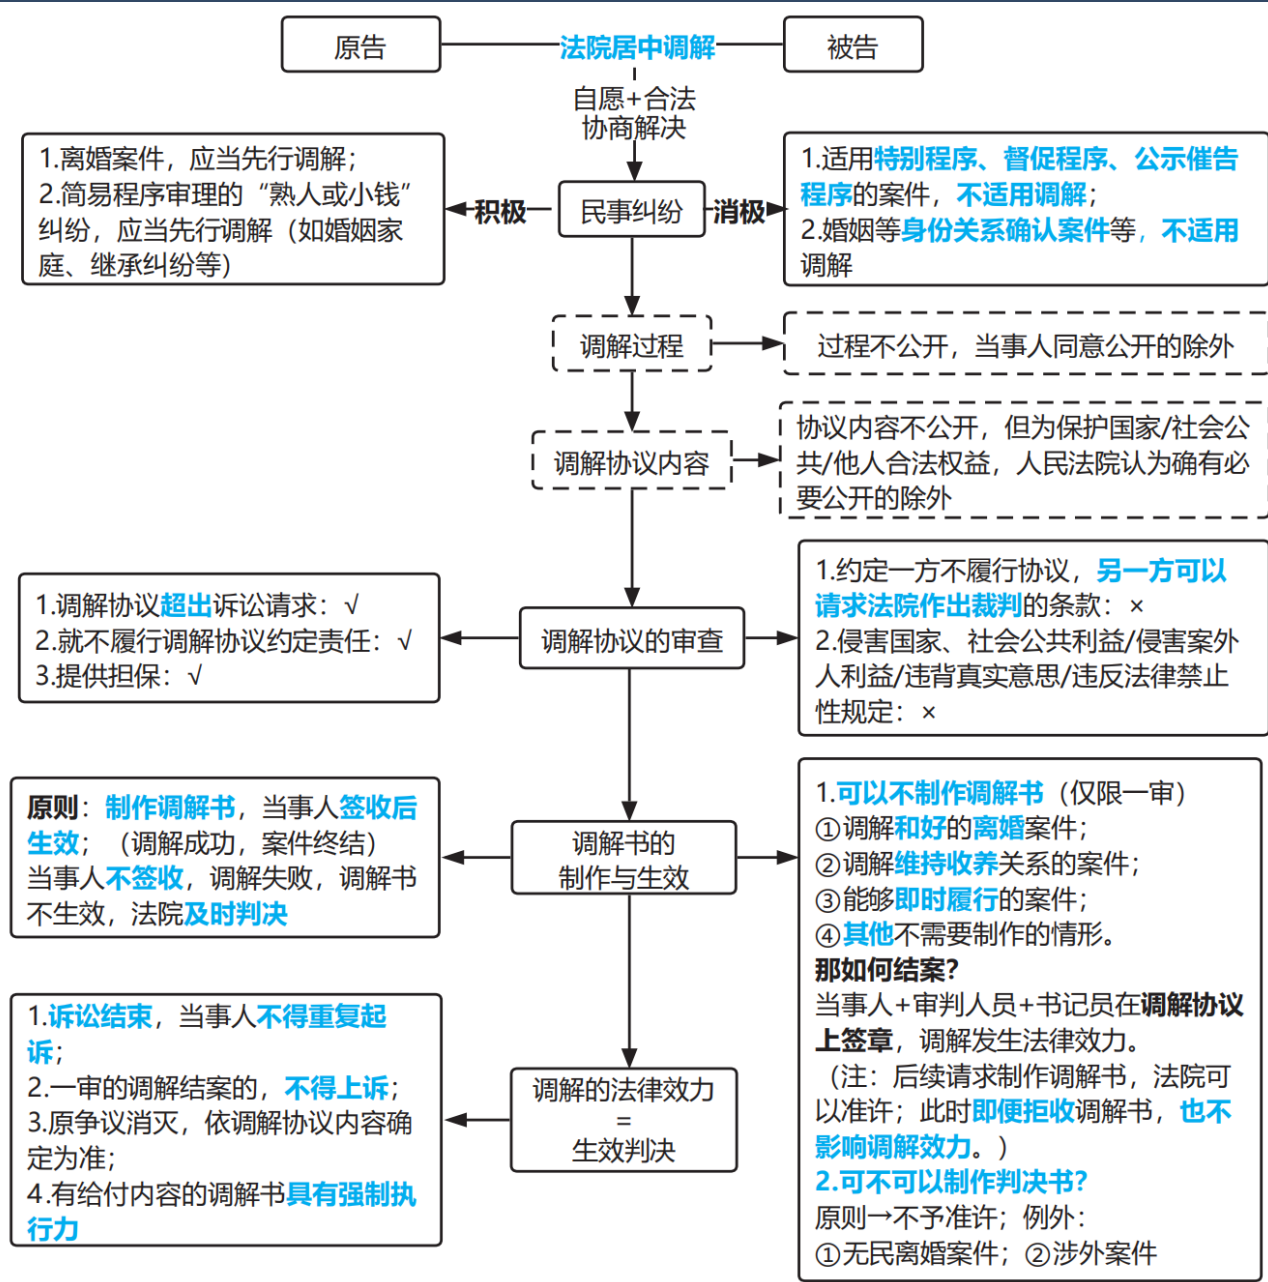 原告
法院居中调解
被告
自愿+合法
协商解决
1.离婚案件，应当先行调解；
2.简易程序审理的“熟人或小钱”
纠纷，应当先行调解（如婚姻家
庭、继承纠纷等）
积极
民事纠纷
消极
1.适用特别程序、督促程序、公示催告
程序的案件，不适用调解；
2.婚姻等身份关系确认案件等，不适用
调解
调解过程
过程不公开，当事人同意公开的除外
调解协议内容
协议内容不公开，但为保护国家/社会公
共/他人合法权益，人民法院认为确有必
要公开的除外
1.调解协议超出诉讼请求：√
2.就不履行调解协议约定责任：√
3.提供担保：√
调解协议的审查
1.约定一方不履行协议，另一方可以
请求法院作出裁判的条款：×
2.侵害国家、社会公共利益/侵害案外
人利益/违背真实意思/违反法律禁止
性规定：×
原则：制作调解书，当事人签收后
生效；（调解成功，案件终结）
当事人不签收，调解失败，调解书
不生效，法院及时判决
调解书的
制作与生效
1.可以不制作调解书（仅限一审）
①调解和好的离婚案件；
②调解维持收养关系的案件；
③能够即时履行的案件；
④其他不需要制作的情形。
那如何结案？
当事人+审判人员+书记员在调解协议
上签章，调解发生法律效力。
（注：后续请求制作调解书，法院可
以准许；此时即便拒收调解书，也不
影响调解效力。）
2.可不可以制作判决书？
原则→不予准许；例外：
①无民离婚案件；②涉外案件
1.诉讼结束，当事人不得重复起
诉；
2.一审的调解结案的，不得上诉；
3.原争议消灭，依调解协议内容确
定为准；
4.有给付内容的调解书具有强制执
行力
调解的法律效力
=
生效判决